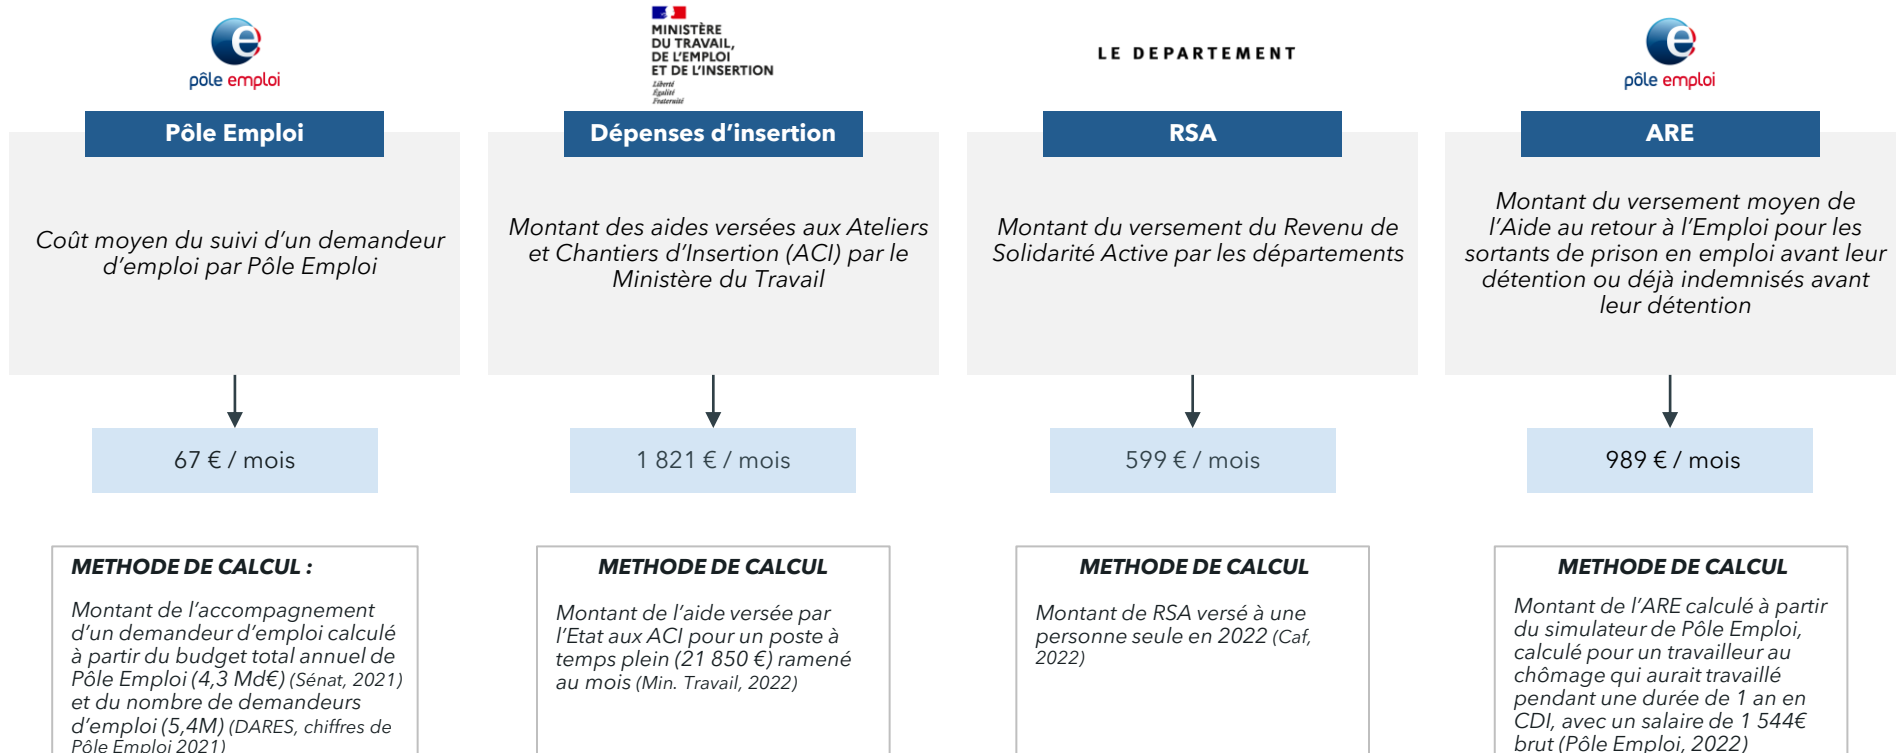 pôle emploi
Pôle Emploi
Coût moyen du suivi d'un demandeur
d'emploi par Pôle Emploi
67 € / mois
METHODE DE CALCUL :
Montant de l'accompagnement
d'un demandeur d'emploi calculé
à partir du budget total annuel de
Pôle Emploi (4,3 Md€) (Sénat, 2021)
et du nombre de demandeurs
d'emploi (5,4M) (DARES, chiffres de
Pôle Emploi 2021)
MINISTÈRE
DU TRAVAIL,
DE L'EMPLOI
ET DE L'INSERTION
Liberté
Égalité
Fraternité
Dépenses d'insertion
Montant des aides versées aux Ateliers
et Chantiers d'Insertion (ACI) par le
Ministère du Travail
1 821 € / mois
METHODE DE CALCUL
Montant de l'aide versée par
l'Etat aux ACI pour un poste à
temps plein (21 850 €) ramené
au mois (Min. Travail, 2022)
LE DEPARTEMENT
RSA
Montant du versement du Revenu de
Solidarité Active par les départements
599 € / mois
METHODE DE CALCUL
Montant de RSA versé à une
personne seule en 2022 (Caf,
2022)
pôle emploi
ARE
Montant du versement moyen de
l'Aide au retour à l'Emploi pour les
sortants de prison en emploi avant leur
détention ou déjà indemnisés avant
leur détention
989 € / mois
METHODE DE CALCUL
Montant de l'ARE calculé à partir
du simulateur de Pôle Emploi,
calculé pour un travailleur au
chômage qui aurait travaillé
pendant une durée de 1 an en
CDI, avec un salaire de 1 544€
brut (Pôle Emploi, 2022)